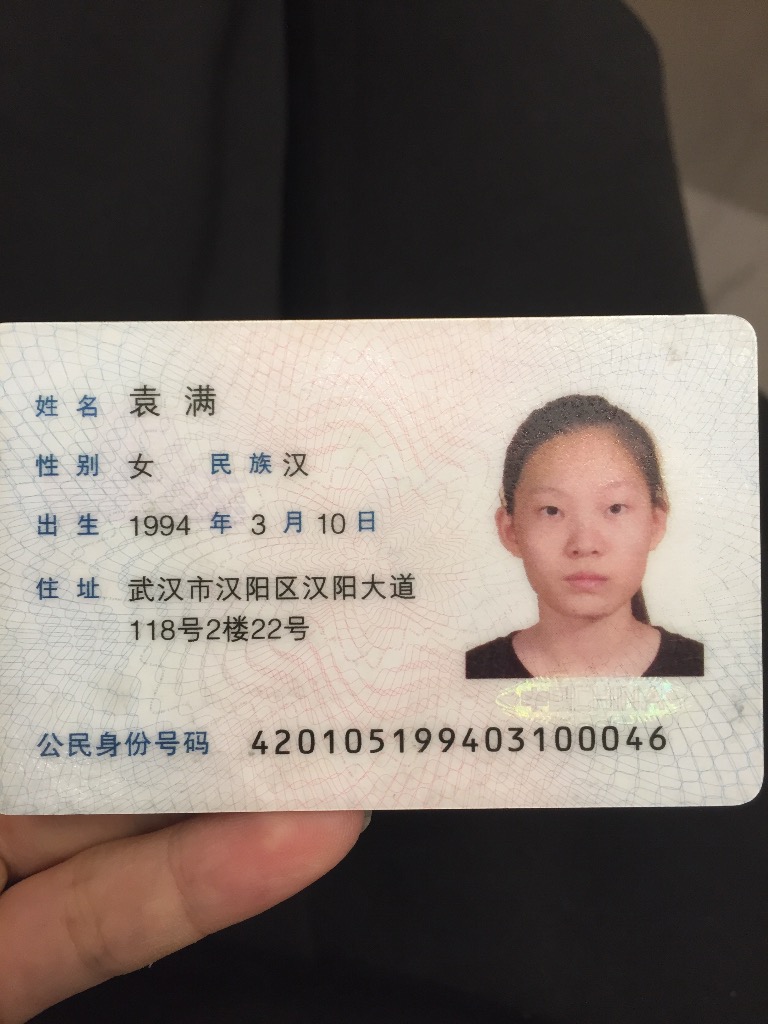 姓名 袁满
性别 女 民族 汉
出生 1994 年 3 月 10 日
住址 武汉市汉阳区汉阳大道
118号2楼22号
CHINA
公民身份号码 420105199403100046